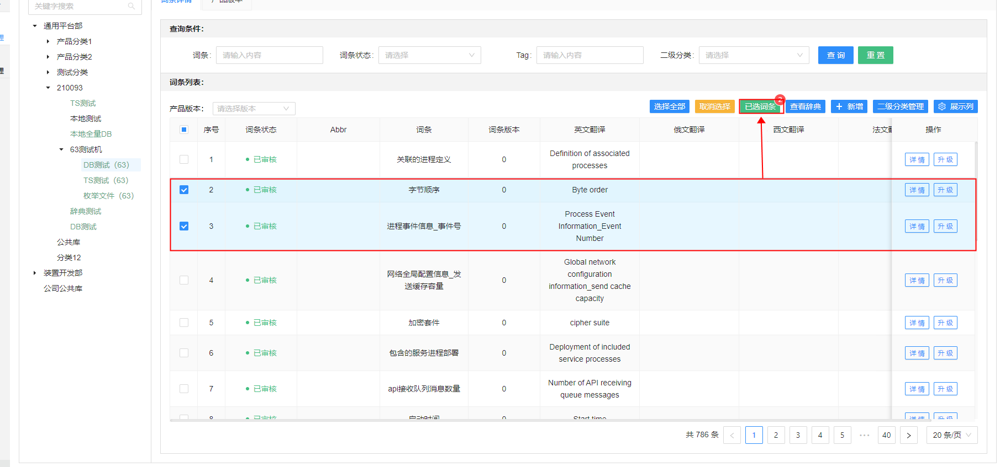 关键字搜索
通用平台部
产品分类1
产品分类2
测试分类
210093
TS测试
本地测试
本地全量DB
63测试机
DB测试（63）
TS测试（63）
枚举文件（63）
辞典测试
DB测试
公共库
分类12
装置开发部
公司公共库
理
理
词条详情 产品版本
查询条件：
词条： 请输入内容 词条状态： 请选择 Tag： 请输入内容 二级分类： 请选择 查 询 重 置
词条列表：
产品版本： 请选择版本 选择全部 取消选择 已选词条 2 查看辞典 + 新增 二级分类管理 展示列
序号 词条状态 Abbr 词条 词条版本 英文翻译 俄文翻译 西文翻译 法文翻 操作
1 已审核 关联的进程定义 0 Definition of associated
processes 详 情 升 级
2 已审核 字节顺序 0 Byte order 详 情 升 级
3 已审核 进程事件信息_事件号 0 Process Event
Information_Event
Number 详 情 升 级
4 已审核 网络全局配置信息_发
送缓存容量 0 Global network
configuration
information_send cache
capacity 详 情 升 级
5 已审核 加密套件 0 cipher suite 详 情 升 级
6 已审核 包含的服务进程部署 0 Deployment of included
service processes 详 情 升 级
7 已审核 api接收队列消息数量 0 Number of API receiving
queue messages 详 情 升 级
8 已审核 启动时间 0 Start time 详 情 升 级
共 786 条 < 1 2 3 4 5 ••• 40 > 20 条/页